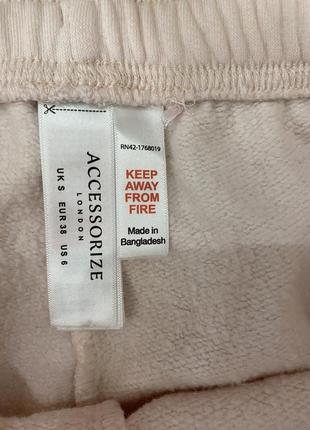 ACCESSORIZE
LONDON
UK S EUR 38 US 6
RN42-1768019
KEEP
AWAY
FROM
FIRE
Made in
Bangladesh